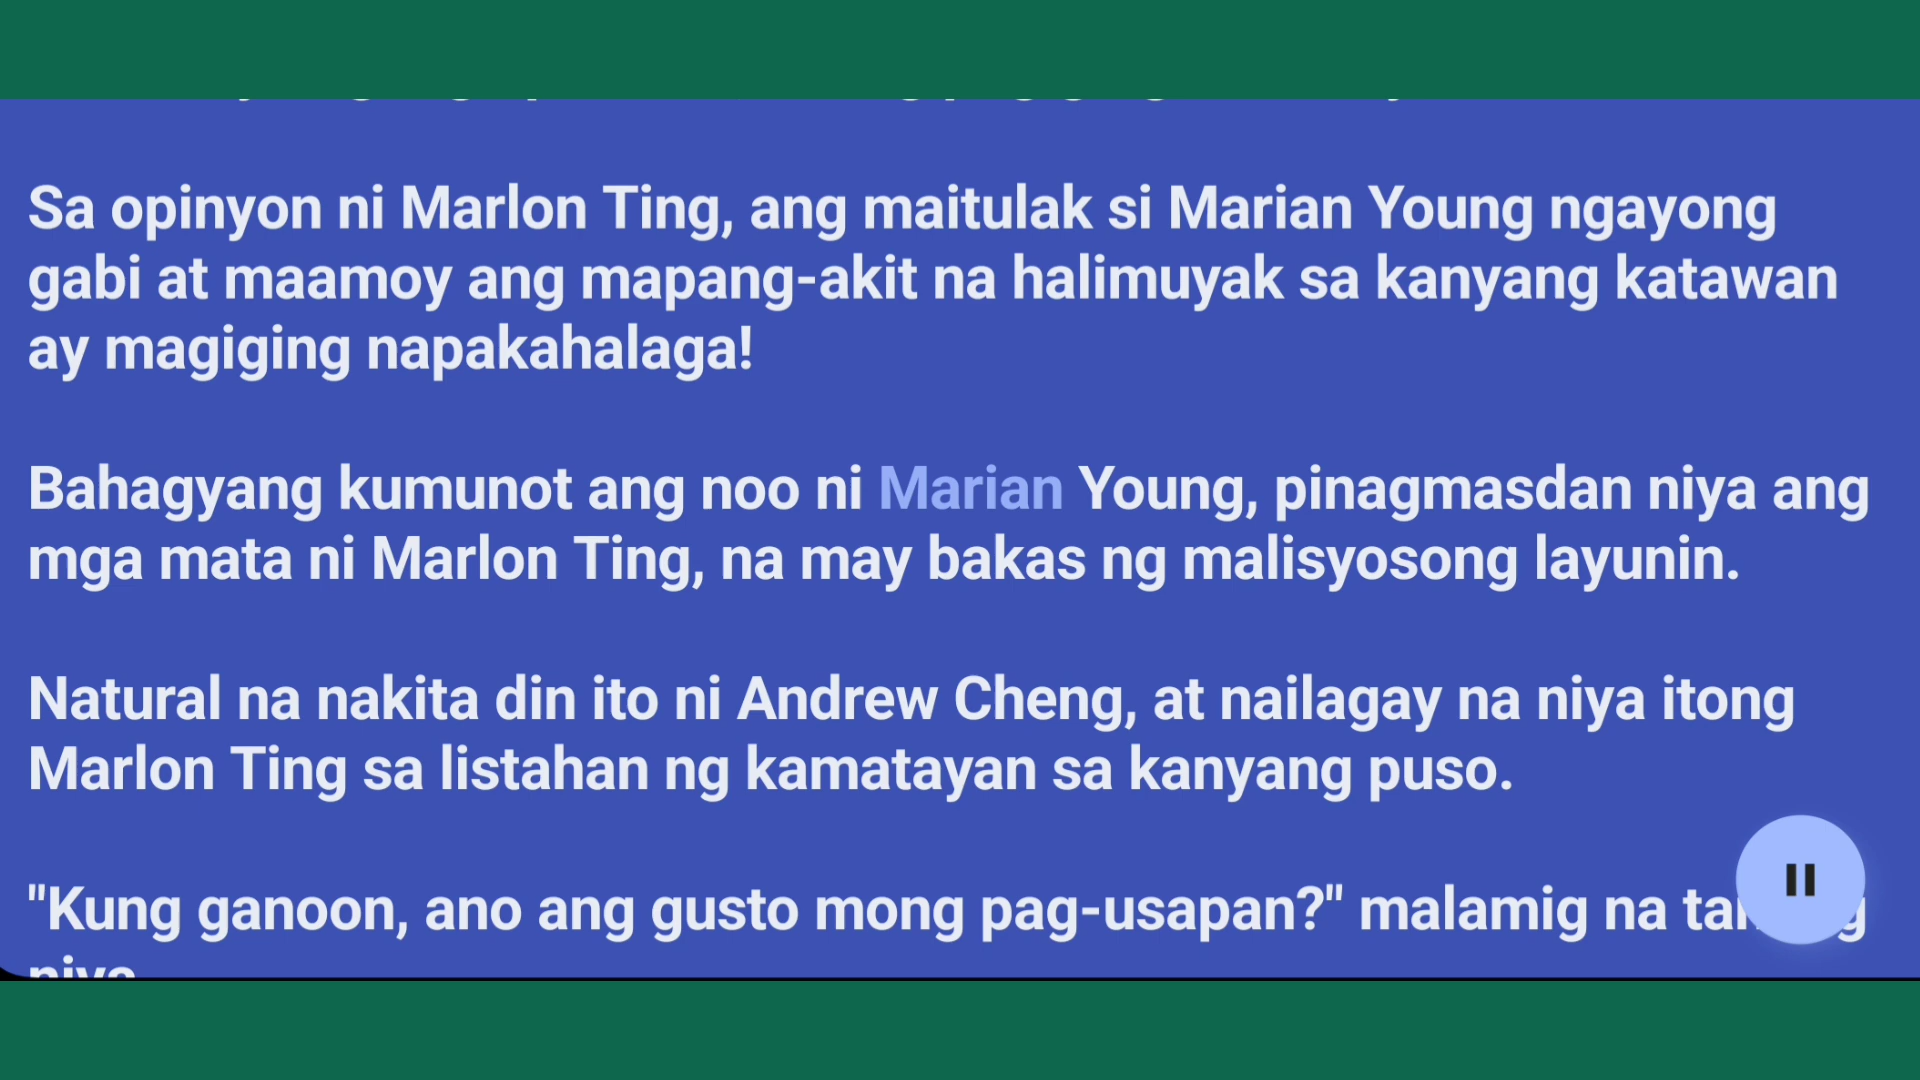 Sa opinyon ni Marlon Ting, ang maitulak si Marian Young ngayong
gabi at maamoy ang mapang-akit na halimuyak sa kanyang katawan
ay magiging napakahalaga!
Bahagyang kumunot ang noo ni Marian Young, pinagmasdan niya ang
mga mata ni Marlon Ting, na may bakas ng malisyosong layunin.
Natural na nakita din ito ni Andrew Cheng, at nailagay na niya itong
Marlon Ting sa listahan ng kamatayan sa kanyang puso.
"Kung ganoon, ano ang gusto mong pag-usapan?" malamig na